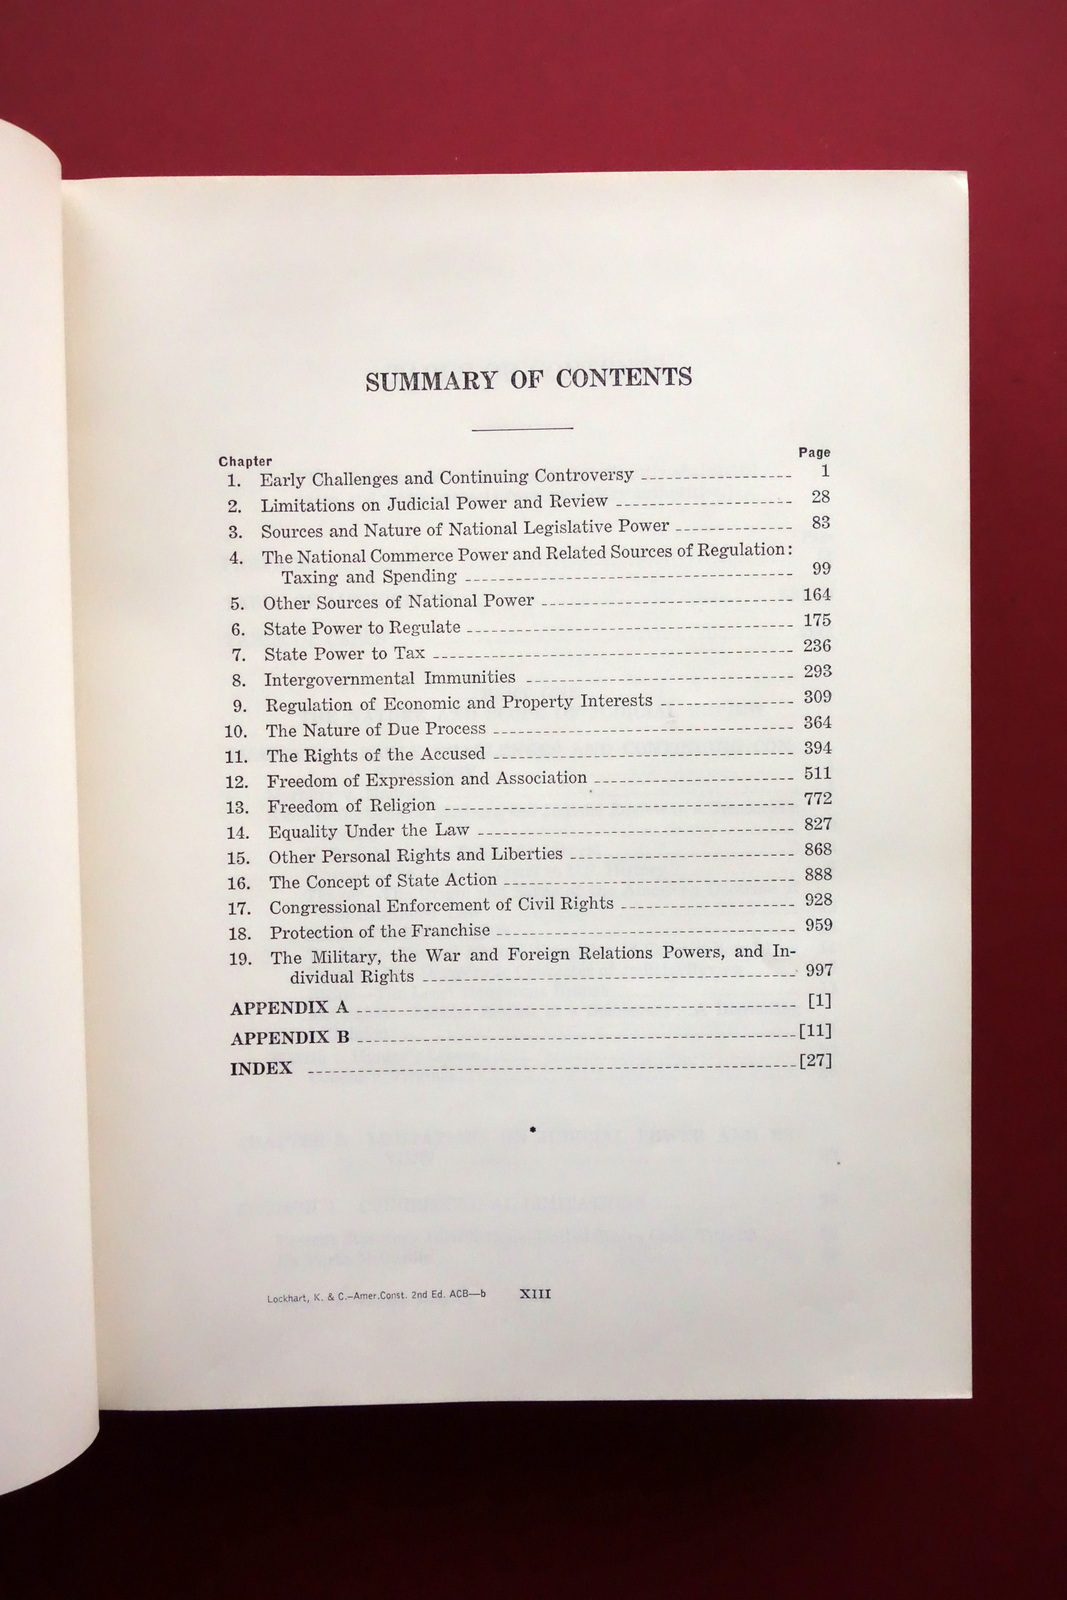 SUMMARY OF CONTENTS
Chapter Page
1. Early Challenges and Continuing Controversy 1
2. Limitations on Judicial Power and Review 28
3. Sources and Nature of National Legislative Power 83
4. The National Commerce Power and Related Sources of Regulation:
Taxing and Spending 99
5. Other Sources of National Power 164
6. State Power to Regulate 175
7. State Power to Tax 236
8. Intergovernmental Immunities 293
9. Regulation of Economic and Property Interests 309
10. The Nature of Due Process 364
11. The Rights of the Accused 394
12. Freedom of Expression and Association 511
13. Freedom of Religion 772
14. Equality Under the Law 827
15. Other Personal Rights and Liberties 868
16. The Concept of State Action 888
17. Congressional Enforcement of Civil Rights 928
18. Protection of the Franchise 959
19. The Military, the War and Foreign Relations Powers, and In-
dividual Rights 997
APPENDIX A [1]
APPENDIX B [11]
INDEX [27]
*
Lockhart, K. & C.–Amer.Const. 2nd Ed. ACB—b XIII